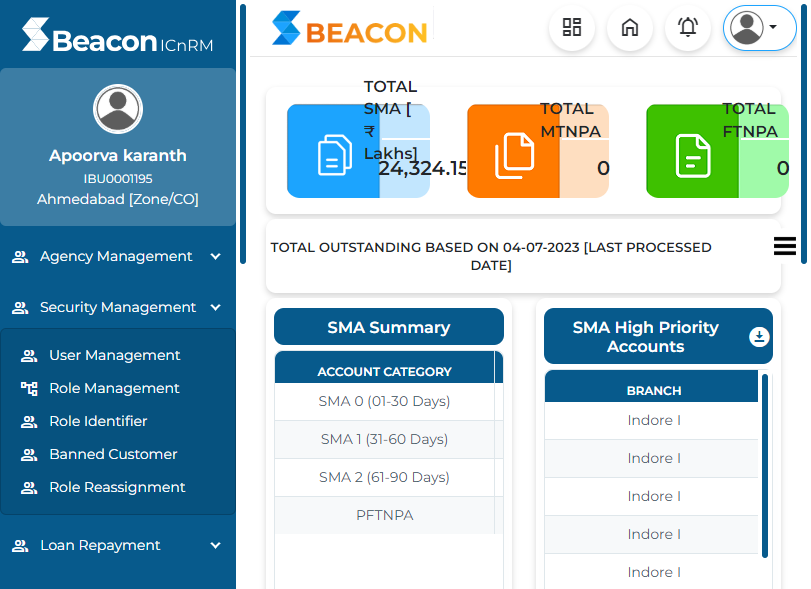 Beacon ICnRM
Apoorva karanth
IBU0001195
Ahmedabad [Zone/CO]
Agency Management
Security Management
User Management
Role Management
Role Identifier
Banned Customer
Role Reassignment
Loan Repayment
BEACON
TOTAL
SMA [
₹
Lakhs]
24,324.15
TOTAL
MTNPA
0
TOTAL
FTNPA
0
TOTAL OUTSTANDING BASED ON 04-07-2023 [LAST PROCESSED
DATE]
SMA Summary
ACCOUNT CATEGORY
SMA 0 (01-30 Days)
SMA 1 (31-60 Days)
SMA 2 (61-90 Days)
PFTNPA
SMA High Priority
Accounts
BRANCH
Indore I
Indore I
Indore I
Indore I
Indore I